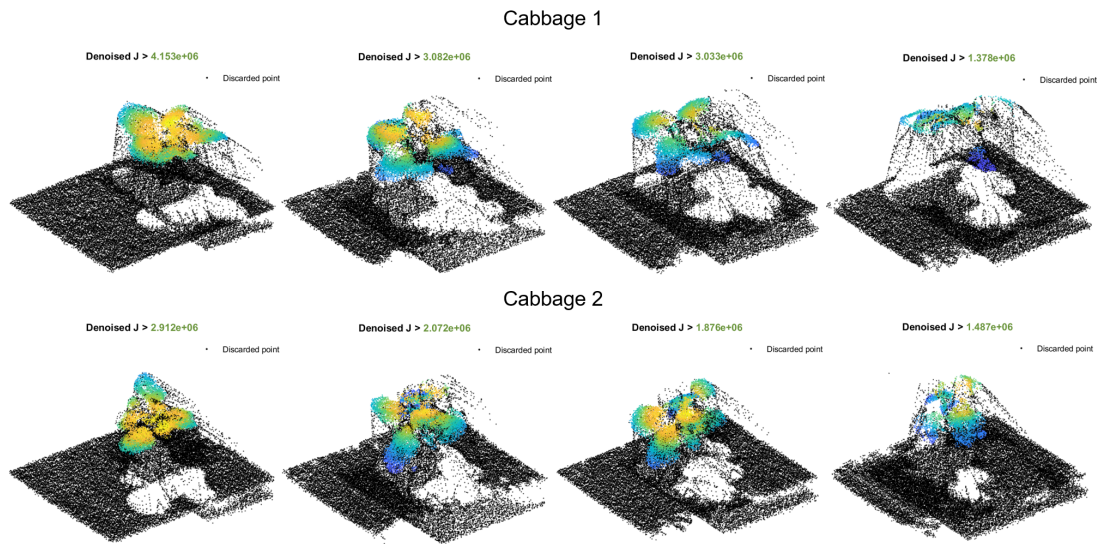 Cabbage 1
Denoised J > 4.153e+06
Discarded point
Denoised J > 3.082e+06
Discarded point
Denoised J > 3.033e+06
Discarded point
Denoised J > 1.378e+06
Discarded point
Cabbage 2
Denoised J > 2.912e+06
Discarded point
Denoised J > 2.072e+06
Discarded point
Denoised J > 1.876e+06
Discarded point
Denoised J > 1.487e+06
Discarded point